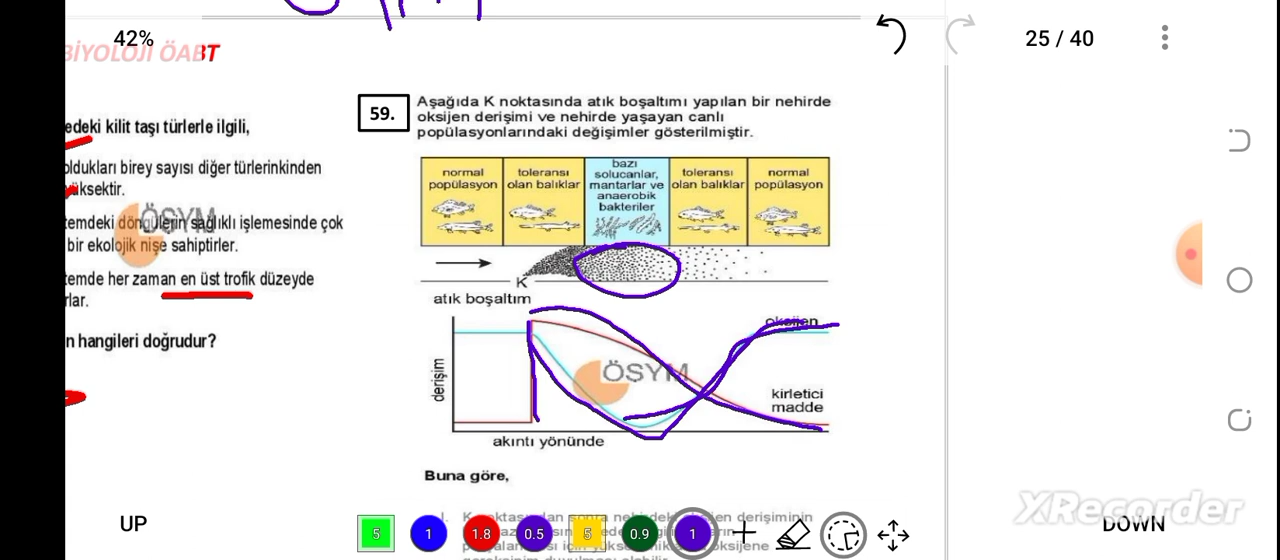 42%
25 / 40
BİYOLOJİ ÖABT
edeki kilit taşı türlerle ilgili,
oldukları birey sayısı diğer türlerinkinden
yüksektir.
temdeki döngülerin sağlıklı işlemesinde çok
bir ekolojik nişe sahiptirler.
temde her zaman en üst trofik düzeyde
rlar.
n hangileri doğrudur?
ÖSYM
59.
Aşağıda K noktasında atık boşaltımı yapılan bir nehirde
oksijen derişimi ve nehirde yaşayan canlı
popülasyonlarındaki değişimler gösterilmiştir.
normal
popülasyon
toleransı
olan balıklar
bazı
solucanlar,
mantarlar ve
anaerobik
bakteriler
toleransı
olan balıklar
normal
popülasyon
K
atık boşaltım
oksijen
derişim
ÖSYM
kirletici
madde
akıntı yönünde
Buna göre,
UP
5
1
1.8
0.5
5
0.9
1
DOWN
XRecorder